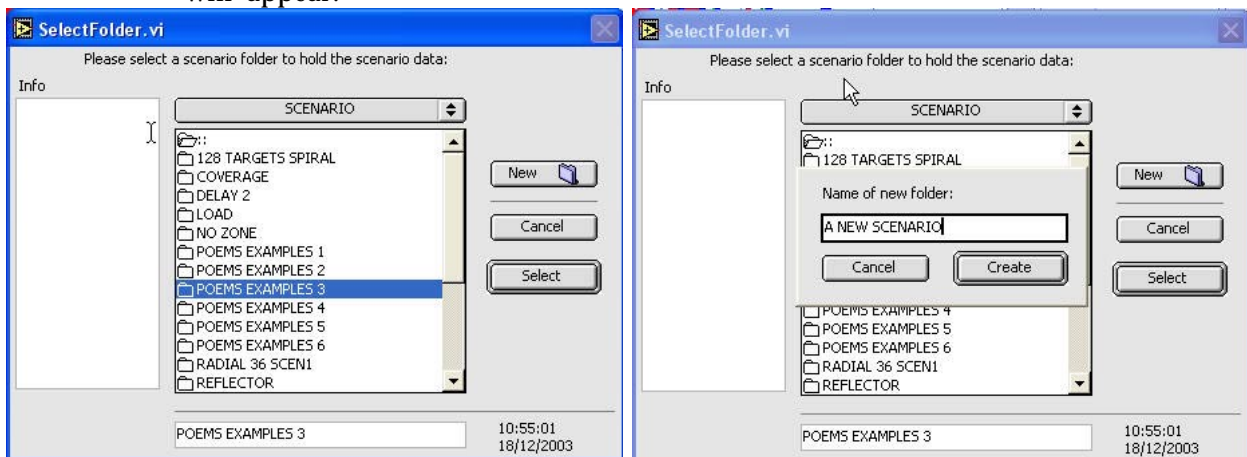 will appear.
SelectFolder.vi
Please select a scenario folder to hold the scenario data:
Info
SCENARIO
::
128 TARGETS SPIRAL
COVERAGE
DELAY 2
LOAD
NO ZONE
POEMS EXAMPLES 1
POEMS EXAMPLES 2
POEMS EXAMPLES 3
POEMS EXAMPLES 4
POEMS EXAMPLES 5
POEMS EXAMPLES 6
RADIAL 36 SCEN1
REFLECTOR
New
Cancel
Select
POEMS EXAMPLES 3
10:55:01
18/12/2003
SelectFolder.vi
Please select a scenario folder to hold the scenario data:
Info
SCENARIO
::
128 TARGETS SPIRAL
Name of new folder:
A NEW SCENARIO
Cancel
Create
POEMS EXAMPLES 4
POEMS EXAMPLES 5
POEMS EXAMPLES 6
RADIAL 36 SCEN1
REFLECTOR
New
Cancel
Select
POEMS EXAMPLES 3
10:55:01
18/12/2003